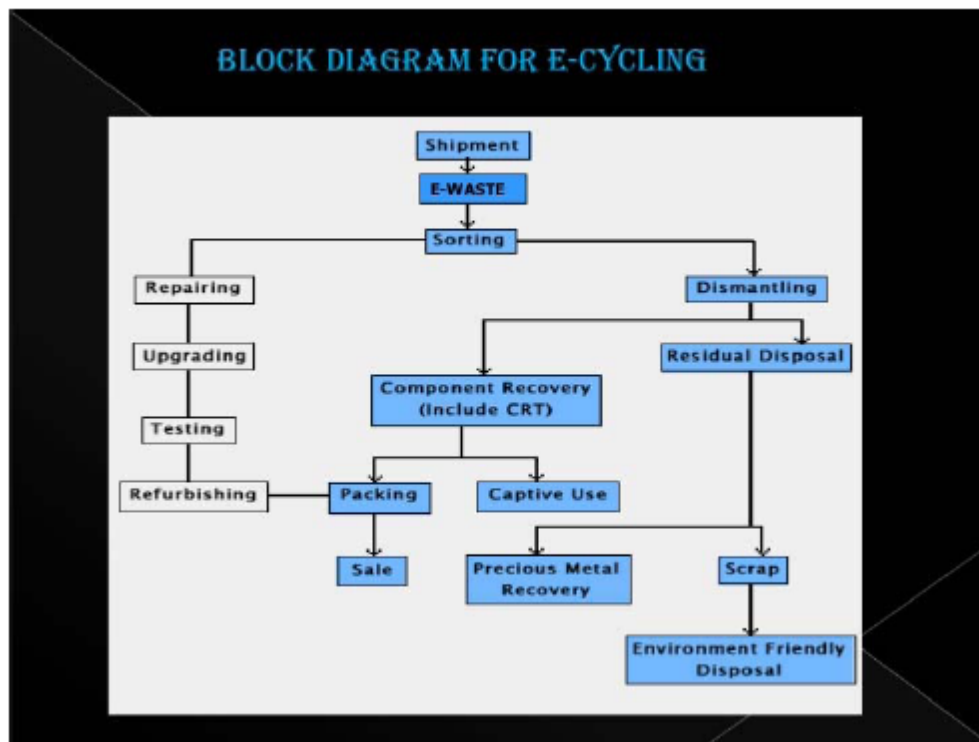 BLOCK DIAGRAM FOR E-CYCLING
Shipment
E-WASTE
Sorting
Repairing
Dismantling
Upgrading
Residual Disposal
Component Recovery
(Include CRT)
Testing
Refurbishing
Packing
Captive Use
Sale
Precious Metal
Recovery
Scrap
Environment Friendly
Disposal